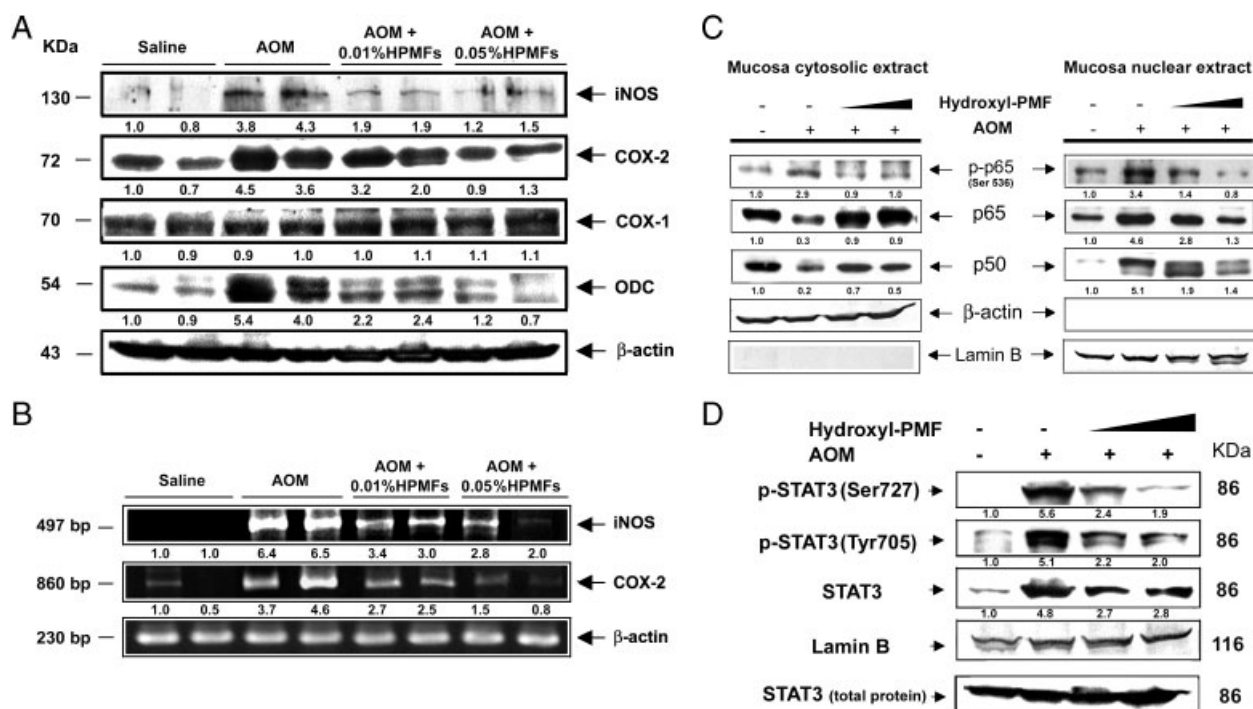 A
KDa
Saline
AOM
AOM +
0.01%HPMFs
AOM +
0.05%HPMFs
130
iNOS
1.0 0.8 3.8 4.3 1.9 1.9 1.2 1.5
72
COX-2
1.0 0.7 4.5 3.6 3.2 2.0 0.9 1.3
70
COX-1
1.0 0.9 0.9 1.0 1.0 1.1 1.1 1.1
54
ODC
1.0 0.9 5.4 4.0 2.2 2.4 1.2 0.7
43
β-actin
B
Saline
AOM
AOM +
0.01%HPMFs
AOM +
0.05%HPMFs
497 bp
iNOS
1.0 1.0 6.4 6.5 3.4 3.0 2.8 2.0
860 bp
COX-2
1.0 0.5 3.7 4.6 2.7 2.5 1.5 0.8
230 bp
β-actin
C
Mucosa cytosolic extract
Mucosa nuclear extract
- - Hydroxyl-PMF - -
- + + + AOM - + + +
p-p65
(Ser 536)
1.0 2.9 0.9 1.0 1.0 3.4 1.4 0.8
p65
1.0 0.3 0.9 0.9 1.0 4.6 2.8 1.3
p50
1.0 0.2 0.7 0.5 1.0 5.1 1.9 1.4
β-actin
Lamin B
D
Hydroxyl-PMF - -
AOM - + + + KDa
p-STAT3 (Ser727) 86
1.0 5.6 2.4 1.9
p-STAT3 (Tyr705) 86
1.0 5.1 2.2 2.0
STAT3 86
1.0 4.8 2.7 2.8
Lamin B 116
STAT3 (total protein) 86